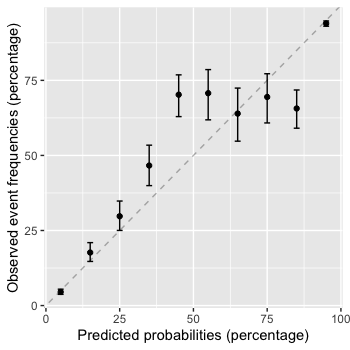 Observed event frequencies (percentage)
75
50
25
0
0 25 50 75 100
Predicted probabilities (percentage)